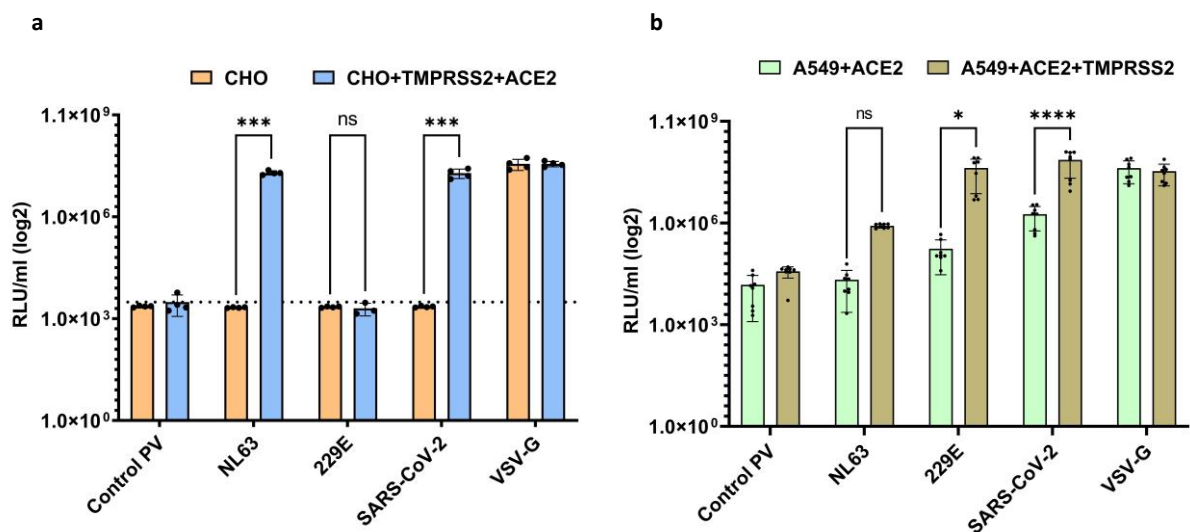 a
CHO CHO+TMPRSS2+ACE2
RLU/ml (log2)
1.1×10⁹
1.0×10⁶
1.0×10³
1.0×10⁰
*** ns ***
Control PV NL63 229E SARS-CoV-2 VSV-G
b
A549+ACE2 A549+ACE2+TMPRSS2
RLU/ml (log2)
1.1×10⁹
1.0×10⁶
1.0×10³
1.0×10⁰
ns * ****
Control PV NL63 229E SARS-CoV-2 VSV-G